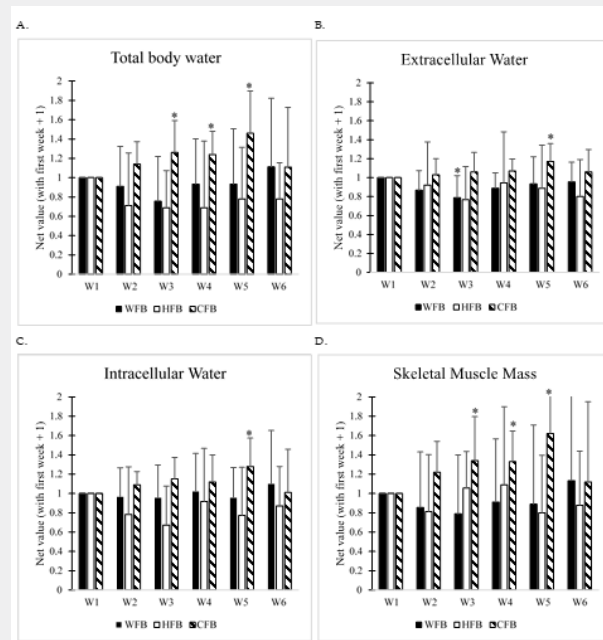 A.
Total body water
Net value (with first week + 1)
2
1.8
1.6
1.4
1.2
1
0.8
0.6
0.4
0.2
0
*
*
*
W1 W2 W3 W4 W5 W6
WFB HFB CFB
B.
Extracellular Water
Net value (with first week + 1)
2
1.8
1.6
1.4
1.2
1
0.8
0.6
0.4
0.2
0
*
*
W1 W2 W3 W4 W5 W6
WFB HFB CFB
C.
Intracellular Water
Net value (with first week + 1)
2
1.8
1.6
1.4
1.2
1
0.8
0.6
0.4
0.2
0
*
W1 W2 W3 W4 W5 W6
WFB HFB CFB
D.
Skeletal Muscle Mass
Net value (with first week + 1)
2
1.8
1.6
1.4
1.2
1
0.8
0.6
0.4
0.2
0
*
*
*
W1 W2 W3 W4 W5 W6
WFB HFB CFB